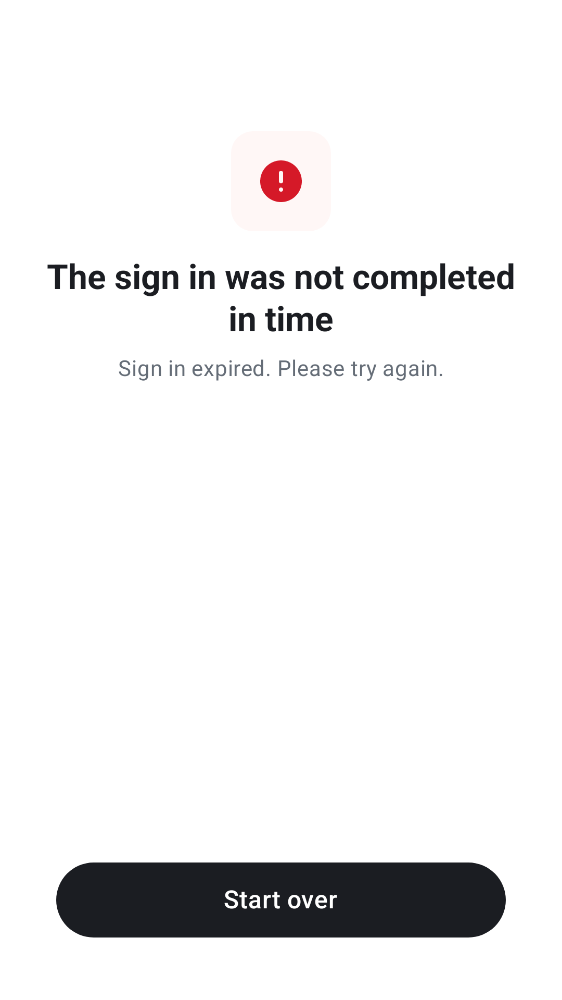 The sign in was not completed
in time
Sign in expired. Please try again.
Start over